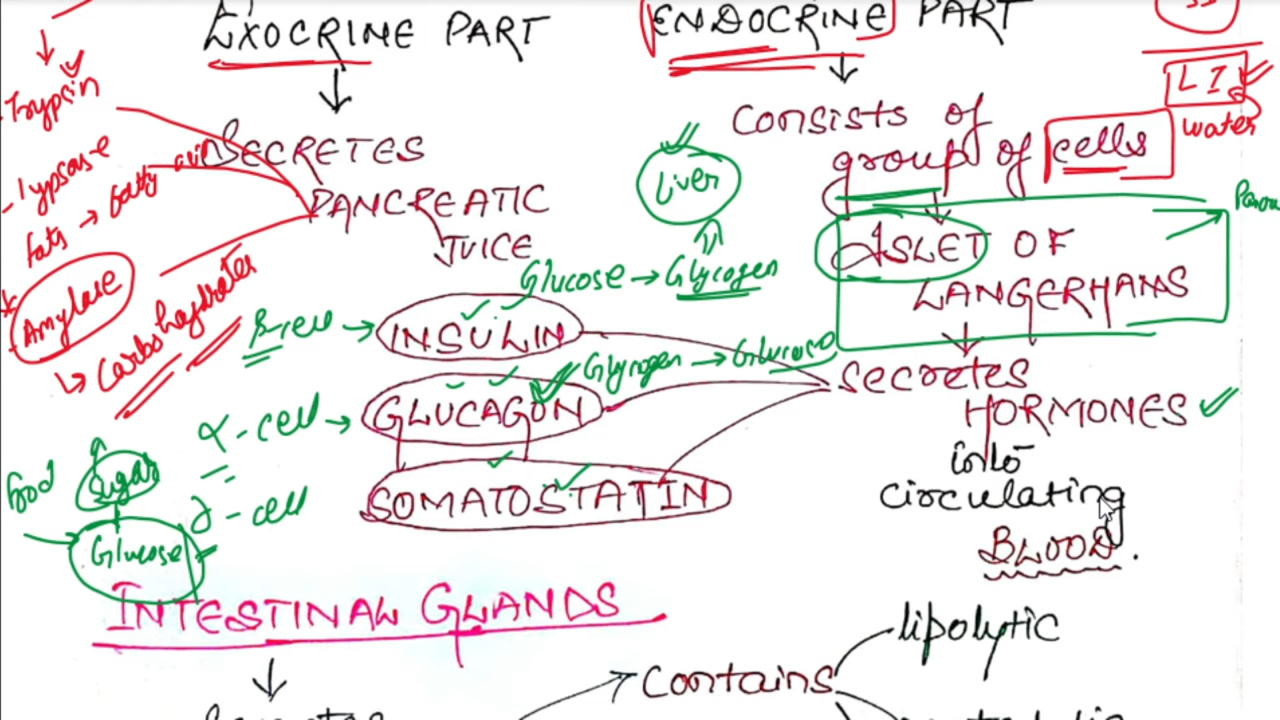 EXOCRINE PART
SECRETES
PANCREATIC
JUICE
Trypsin
Lypsase
fats → fatty
Amylase
↳ Carbohydrates
ENDOCRINE PART
LI
water
Consists of
group of cells
ISLET OF
LANGERHANS
secretes
HORMONES
into
circulating
BLOOD.
Liver
Glucose → Glycogen
β-cell → INSULIN
Glygogen → Glucose
α-cell → GLUCAGON
δ-cell
SOMATOSTATIN
food
Sugar
Glucose
INTESTINAL GLANDS
Contains
lipolytic